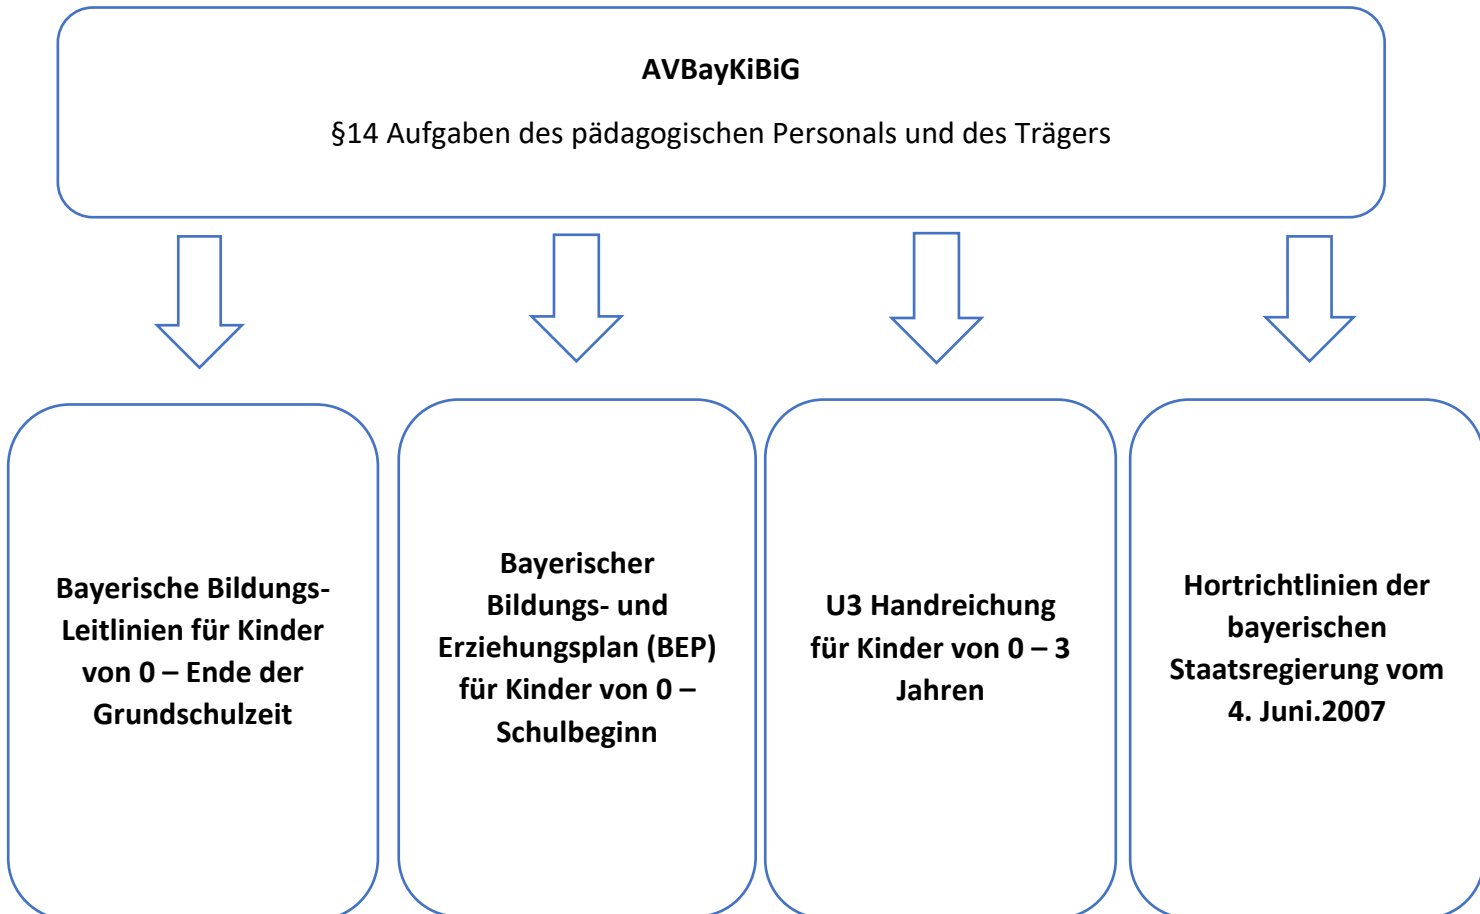 AVBayKiBiG
§14 Aufgaben des pädagogischen Personals und des Trägers
Bayerische Bildungs-
Leitlinien für Kinder
von 0 – Ende der
Grundschulzeit
Bayerischer
Bildungs- und
Erziehungsplan (BEP)
für Kinder von 0 –
Schulbeginn
U3 Handreichung
für Kinder von 0 – 3
Jahren
Hortrichtlinien der
bayerischen
Staatsregierung vom
4. Juni.2007